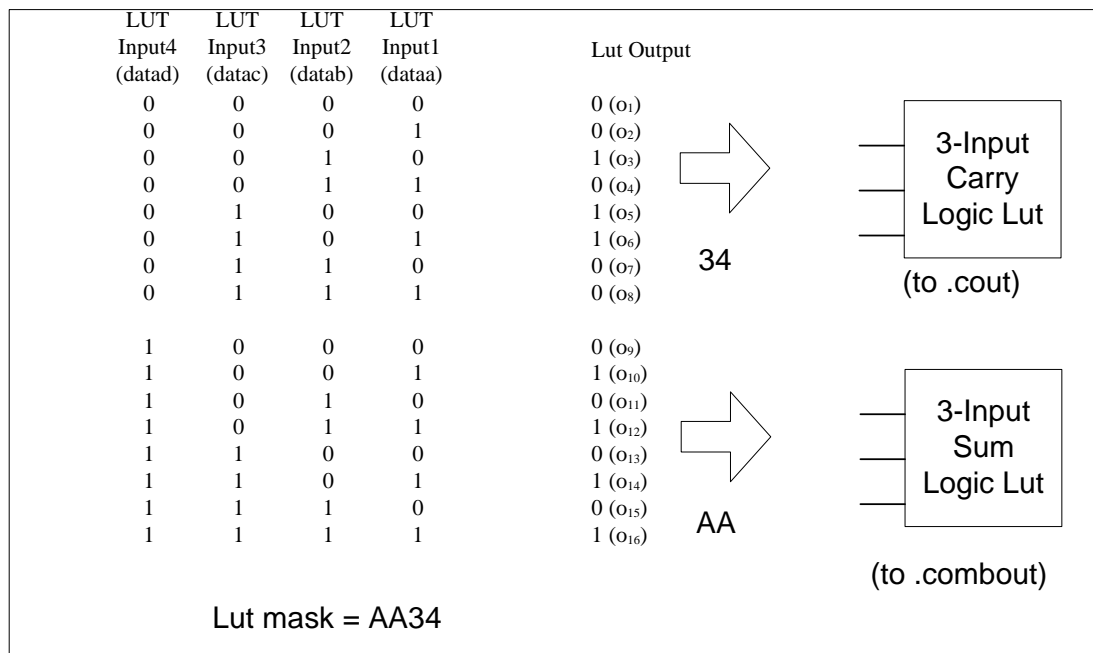 LUT LUT LUT LUT
Input4 Input3 Input2 Input1 Lut Output
(datad) (datac) (datab) (dataa)
0 0 0 0 0 (o1)
0 0 0 1 0 (o2)
0 0 1 0 1 (o3)
0 0 1 1 0 (o4)
0 1 0 0 1 (o5)
0 1 0 1 1 (o6)
0 1 1 0 0 (o7)
0 1 1 1 0 (o8)
34
3-Input
Carry
Logic Lut
(to .cout)
1 0 0 0 0 (o9)
1 0 0 1 1 (o10)
1 0 1 0 0 (o11)
1 0 1 1 1 (o12)
1 1 0 0 0 (o13)
1 1 0 1 1 (o14)
1 1 1 0 0 (o15)
1 1 1 1 1 (o16)
AA
3-Input
Sum
Logic Lut
(to .combout)
Lut mask = AA34